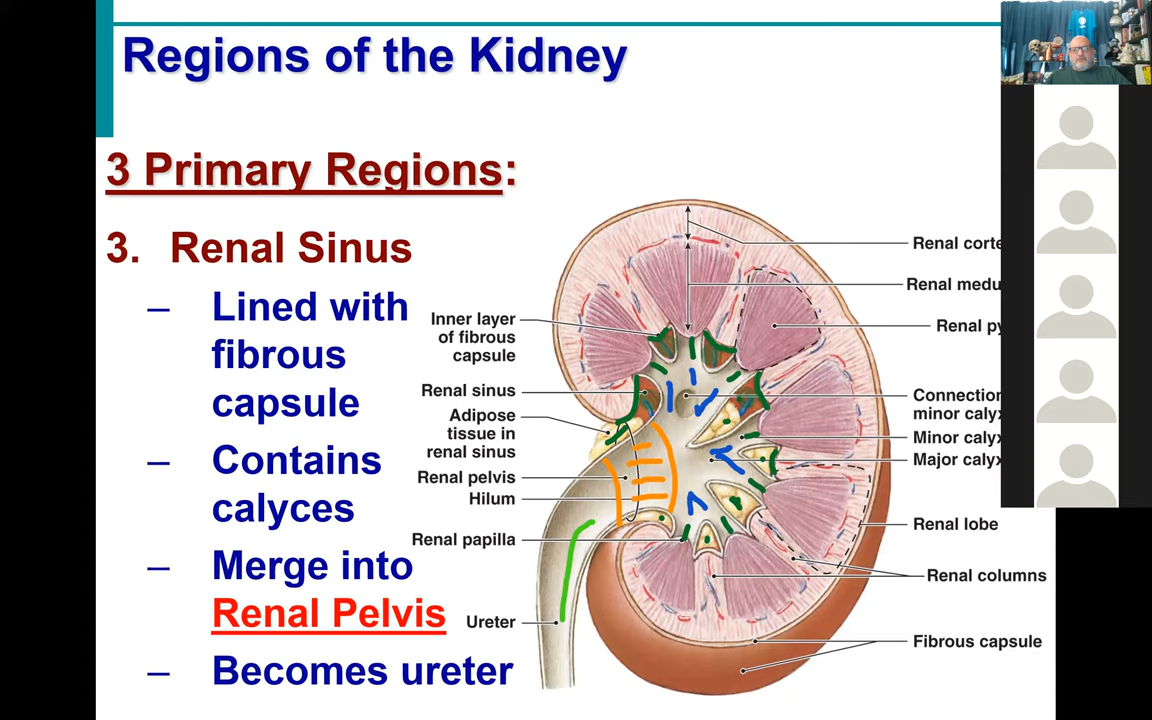 Regions of the Kidney
3 Primary Regions:
3. Renal Sinus
– Lined with
fibrous
capsule
– Contains
calyces
– Merge into
Renal Pelvis
– Becomes ureter
Inner layer
of fibrous
capsule
Renal sinus
Adipose
tissue in
renal sinus
Renal pelvis
Hilum
Renal papilla
Ureter
Renal corte
Renal medu
Renal py
Connection
minor calyx
Minor calyx
Major calyx
Renal lobe
Renal columns
Fibrous capsule